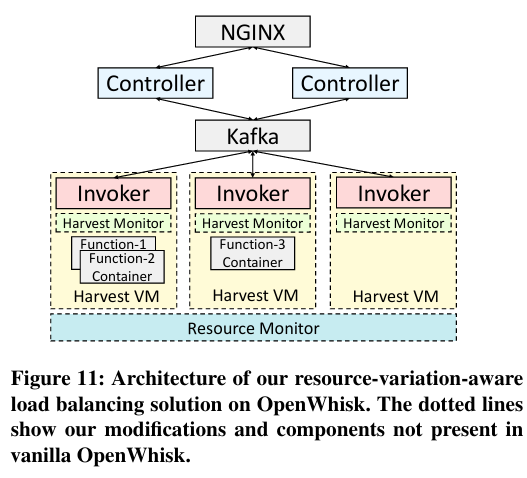 NGINX
Controller
Controller
Kafka
Invoker
Invoker
Invoker
Harvest Monitor
Harvest Monitor
Harvest Monitor
Function-1
Function-2
Container
Function-3
Container
Harvest VM
Harvest VM
Harvest VM
Resource Monitor
Figure 11: Architecture of our resource-variation-aware
load balancing solution on OpenWhisk. The dotted lines
show our modifications and components not present in
vanilla OpenWhisk.